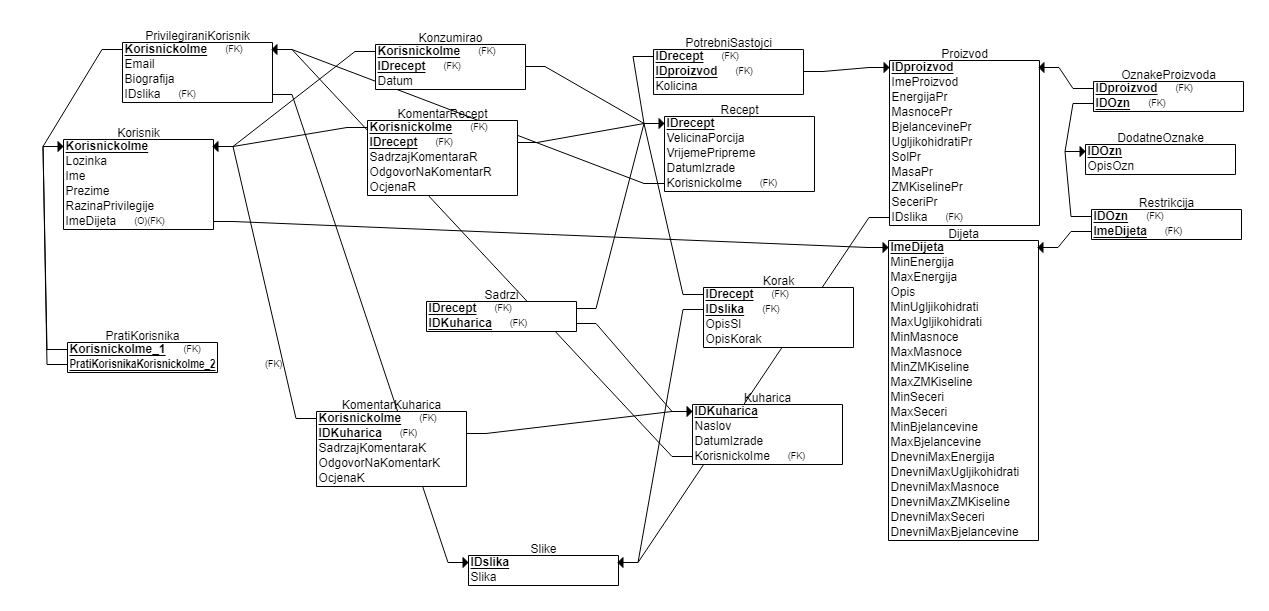 PrivilegiraniKorisnik
KorisnickoIme (FK)
Email
Biografija
IDslika (FK)
Konzumirao
KorisnickoIme (FK)
IDrecept (FK)
Datum
PotrebniSastojci
IDrecept (FK)
IDproizvod (FK)
Kolicina
Proizvod
IDproizvod
ImeProizvod
EnergijaPr
MasnocePr
BjelancevinePr
UgljikohidratiPr
SolPr
MasaPr
ZMKiselinePr
SeceriPr
IDslika (FK)
OznakeProizvoda
IDproizvod (FK)
IDOzn (FK)
Korisnik
KorisnickoIme
Lozinka
Ime
Prezime
RazinaPrivilegije
ImeDijeta (O)(FK)
KomentarRecept
KorisnickoIme (FK)
IDrecept (FK)
SadrzajKomentaraR
OdgovorNaKomentarR
OcjenaR
Recept
IDrecept
VelicinaPorcija
VrijemePripreme
DatumIzrade
KorisnickoIme (FK)
DodatneOznake
IDOzn
OpisOzn
Restrikcija
IDOzn (FK)
ImeDijeta (FK)
Dijeta
ImeDijeta
MinEnergija
MaxEnergija
Opis
MinUgljikohidrati
MaxUgljikohidrati
MinMasnoce
MaxMasnoce
MinZMKiseline
MaxZMKiseline
MinSeceri
MaxSeceri
MinBjelancevine
MaxBjelancevine
DnevniMaxEnergija
DnevniMaxUgljikohidrati
DnevniMaxMasnoce
DnevniMaxZMKiseline
DnevniMaxSeceri
DnevniMaxBjelancevine
Sadrzi
IDrecept (FK)
IDKuharica (FK)
Korak
IDrecept (FK)
IDslika (FK)
OpisSl
OpisKorak
PratiKorisnika
KorisnickoIme_1 (FK)
PratiKorisnikaKorisnickoIme_2 (FK)
KomentarKuharica
KorisnickoIme (FK)
IDKuharica (FK)
SadrzajKomentaraK
OdgovorNaKomentarK
OcjenaK
Kuharica
IDKuharica
Naslov
DatumIzrade
KorisnickoIme (FK)
Slike
IDslika
Slika